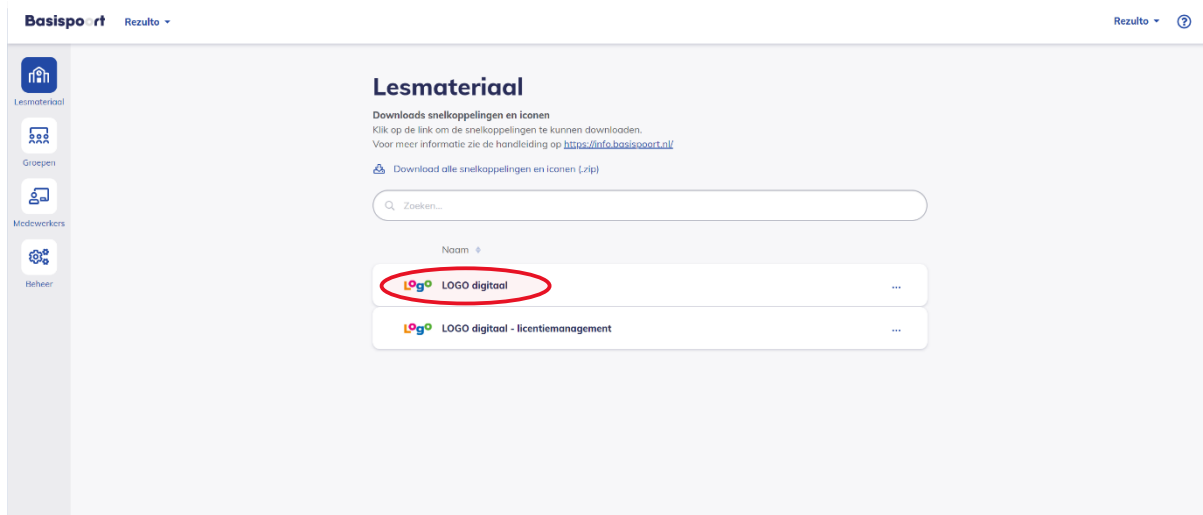 Basispoort Rezulto
Rezulto ?
Lesmateriaal
Groepen
Medewerkers
Beheer
Lesmateriaal
Downloads snelkoppelingen en iconen
Klik op de link om de snelkoppelingen te kunnen downloaden.
Voor meer informatie zie de handleiding op https://info.basispoort.nl/
Download alle snelkoppelingen en iconen (.zip)
Zoeken...
Naam
LOGO LOGO digitaal ...
LOGO LOGO digitaal - licentiemanagement ...